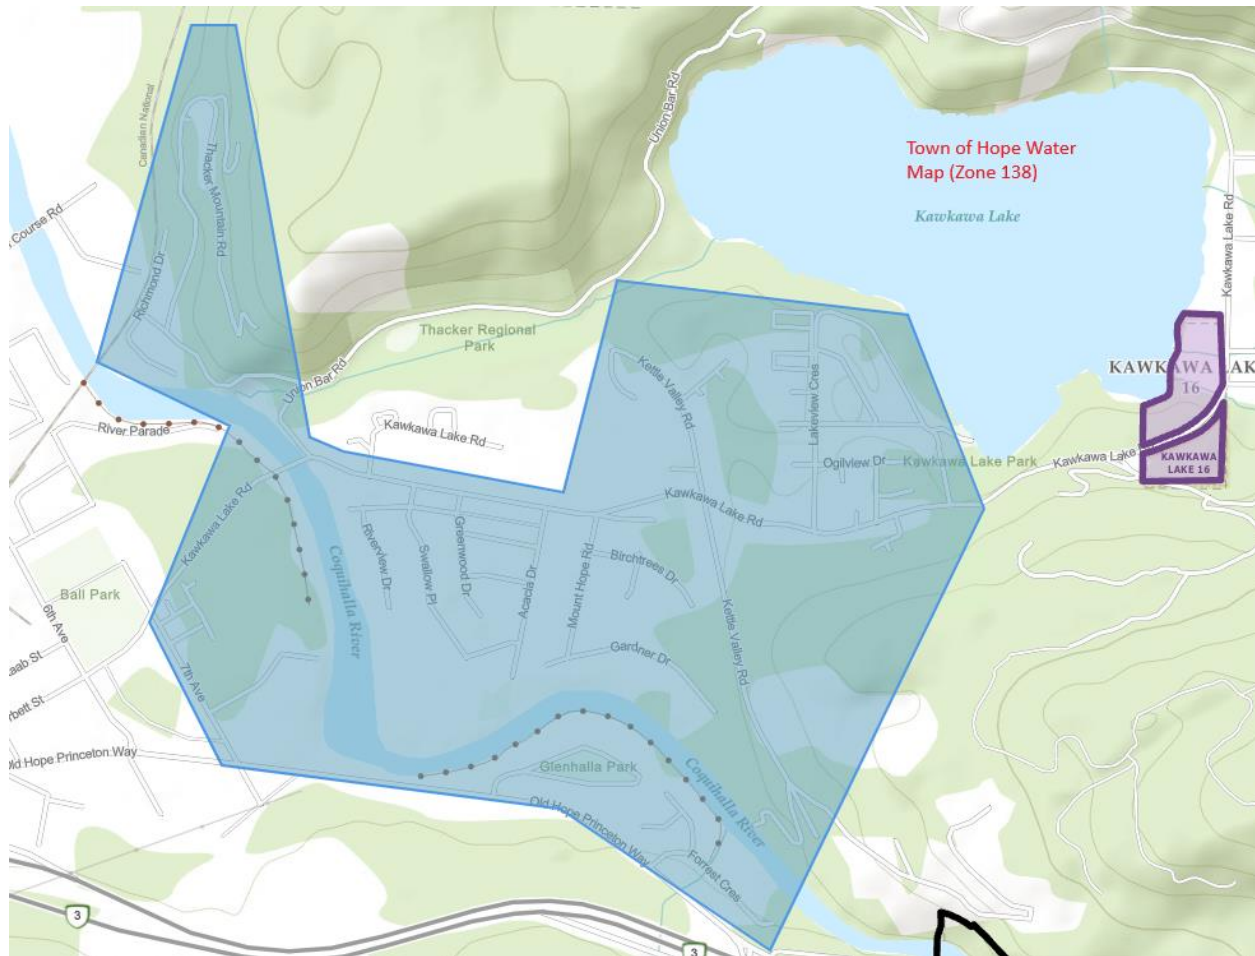 Canadian National
Union Bar Rd
Town of Hope Water
Map (Zone 138)
Kawkawa Lake
Thacker Mountain Rd
Course Rd
Richmond Dr
Kawkawa Lake Rd
Thacker Regional
Park
Union Bar Rd
Kettle Valley Rd
Lakeview Cres
KAWKAWA LAK
16
River Parade
Kawkawa Lake Rd
Ogilview Dr
Kawkawa Lake Park
Kawkawa Lake
KAWKAWA
LAKE 16
Kawkawa Lake Rd
Kawkawa Lake Rd
Riverview Dr
Swallow Pl
Greenwood Dr
Acacia Dr
Mount Hope Rd
Birchtrees Dr
Coquihalla River
Ball Park
6th Ave
7th Ave
Gardner Dr
Kettle Valley Rd
aab St
rbett St
Old Hope Princeton Way
Glenhalla Park
Coquihalla River
Old Hope Princeton Way
Forrest Cres
3
3